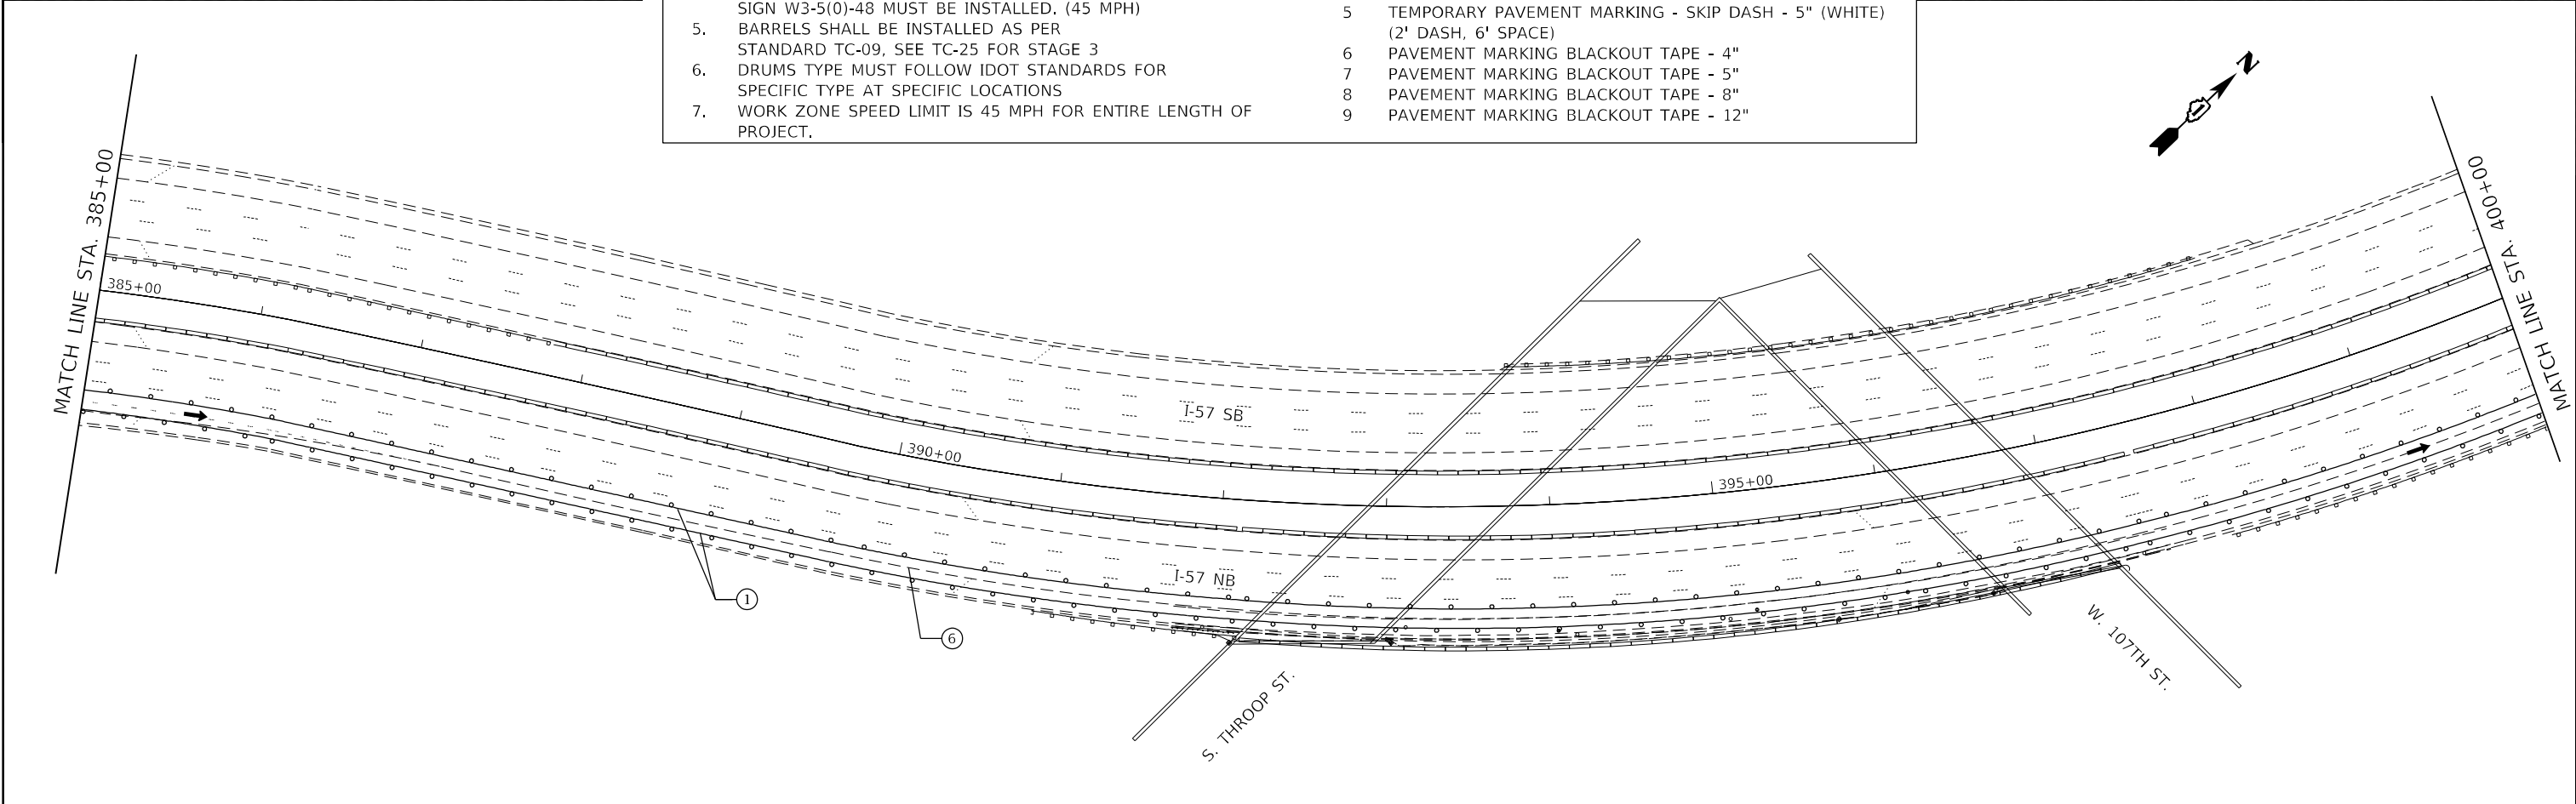 SIGN W3-5(0)-48 MUST BE INSTALLED. (45 MPH)
5. BARRELS SHALL BE INSTALLED AS PER
STANDARD TC-09, SEE TC-25 FOR STAGE 3
6. DRUMS TYPE MUST FOLLOW IDOT STANDARDS FOR
SPECIFIC TYPE AT SPECIFIC LOCATIONS
7. WORK ZONE SPEED LIMIT IS 45 MPH FOR ENTIRE LENGTH OF
PROJECT.
5 TEMPORARY PAVEMENT MARKING - SKIP DASH - 5" (WHITE)
(2' DASH, 6' SPACE)
6 PAVEMENT MARKING BLACKOUT TAPE - 4"
7 PAVEMENT MARKING BLACKOUT TAPE - 5"
8 PAVEMENT MARKING BLACKOUT TAPE - 8"
9 PAVEMENT MARKING BLACKOUT TAPE - 12"
N
MATCH LINE STA. 385+00
385+00
I-57 SB
390+00
395+00
I-57 NB
1
6
S. THROOP ST.
W. 107TH ST.
MATCH LINE STA. 400+00